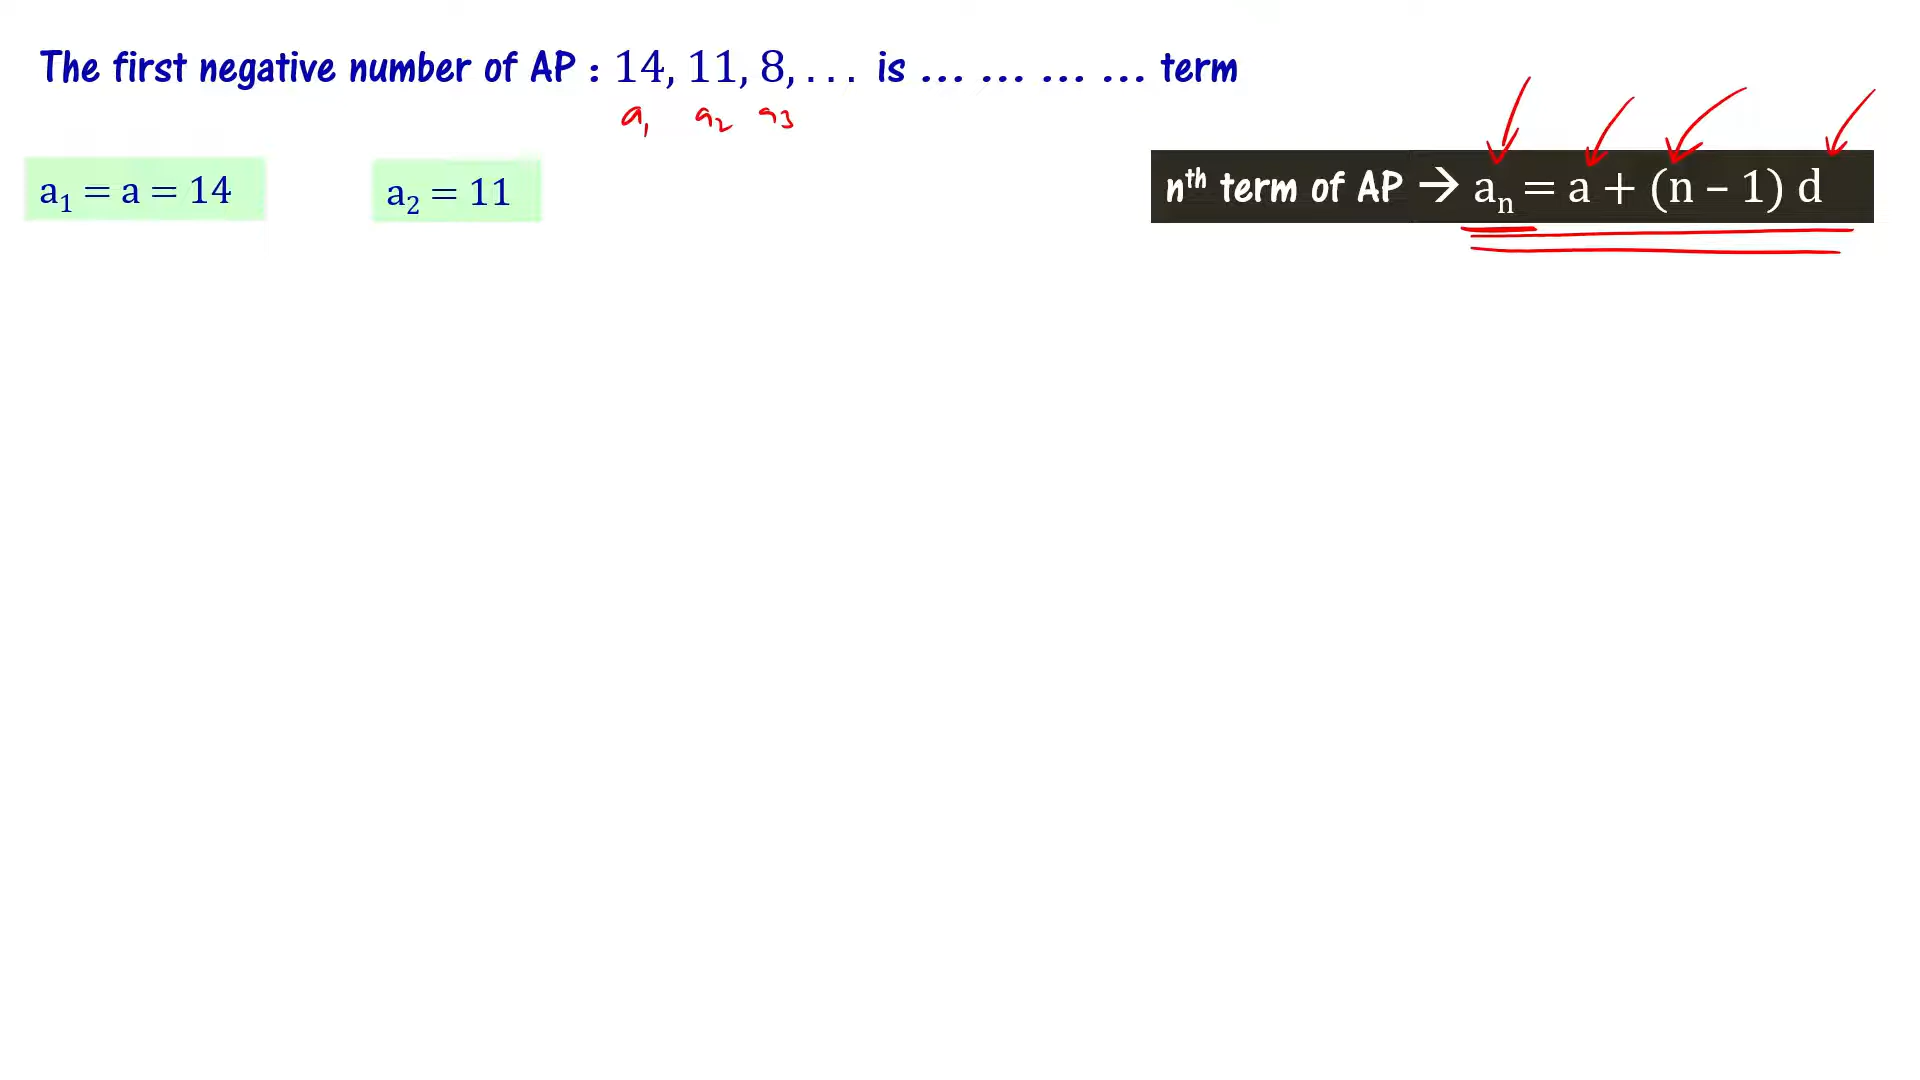 The first negative number of AP : 14, 11, 8, . . . is ... ... ... ... term
a₁ a₂ a₃
a₁ = a = 14
a₂ = 11
nᵗʰ term of AP → aₙ = a + (n – 1) d